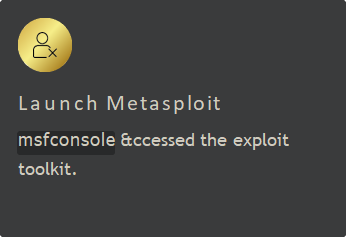 Launch Metasploit
msfconsole &ccessed the exploit
toolkit.